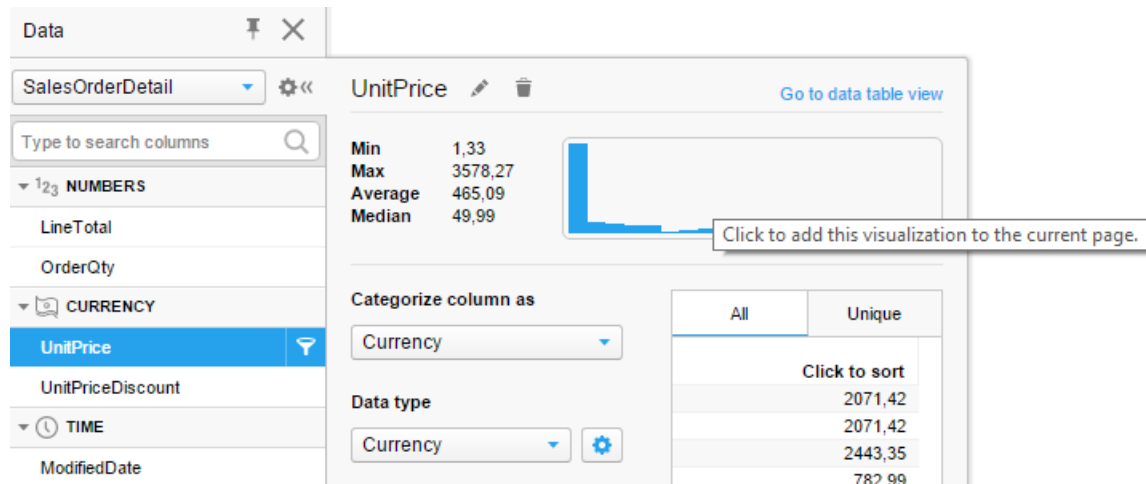 Data
SalesOrderDetail
Type to search columns
123 NUMBERS
LineTotal
OrderQty
CURRENCY
UnitPrice
UnitPriceDiscount
TIME
ModifiedDate
UnitPrice
Go to data table view
Min 1,33
Max 3578,27
Average 465,09
Median 49,99
Click to add this visualization to the current page.
Categorize column as
Currency
Data type
Currency
All Unique
Click to sort
2071,42
2071,42
2443,35
782,99